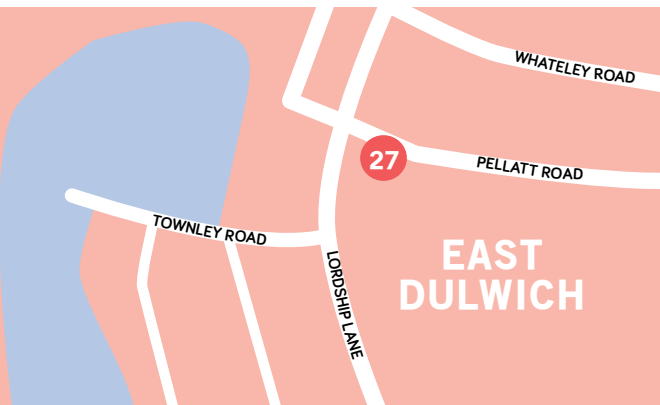 WHATELEY ROAD
27
PELLATT ROAD
TOWNLEY ROAD
EAST
DULWICH
LORDSHIP LANE